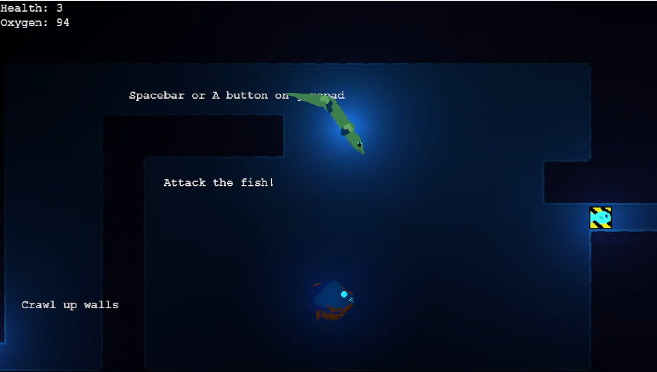 Health: 3
Oxygen: 94
Spacebar or A button on
Attack the fish!
Crawl up walls